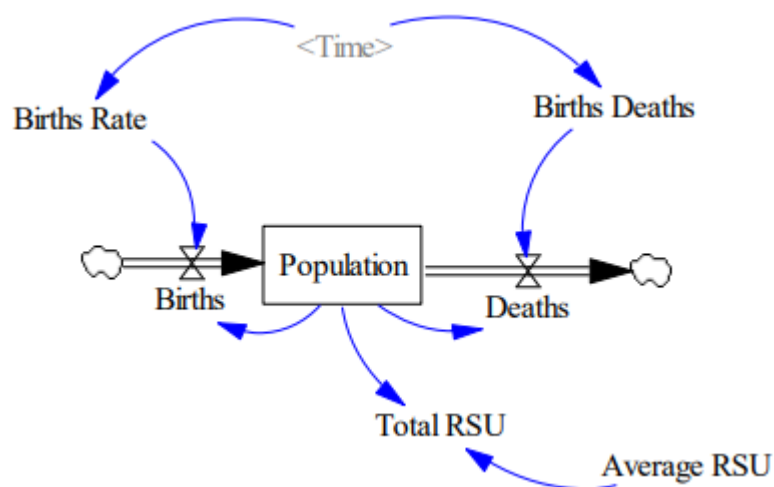 <Time>
Births Rate
Births Deaths
Population
Births
Deaths
Total RSU
Average RSU